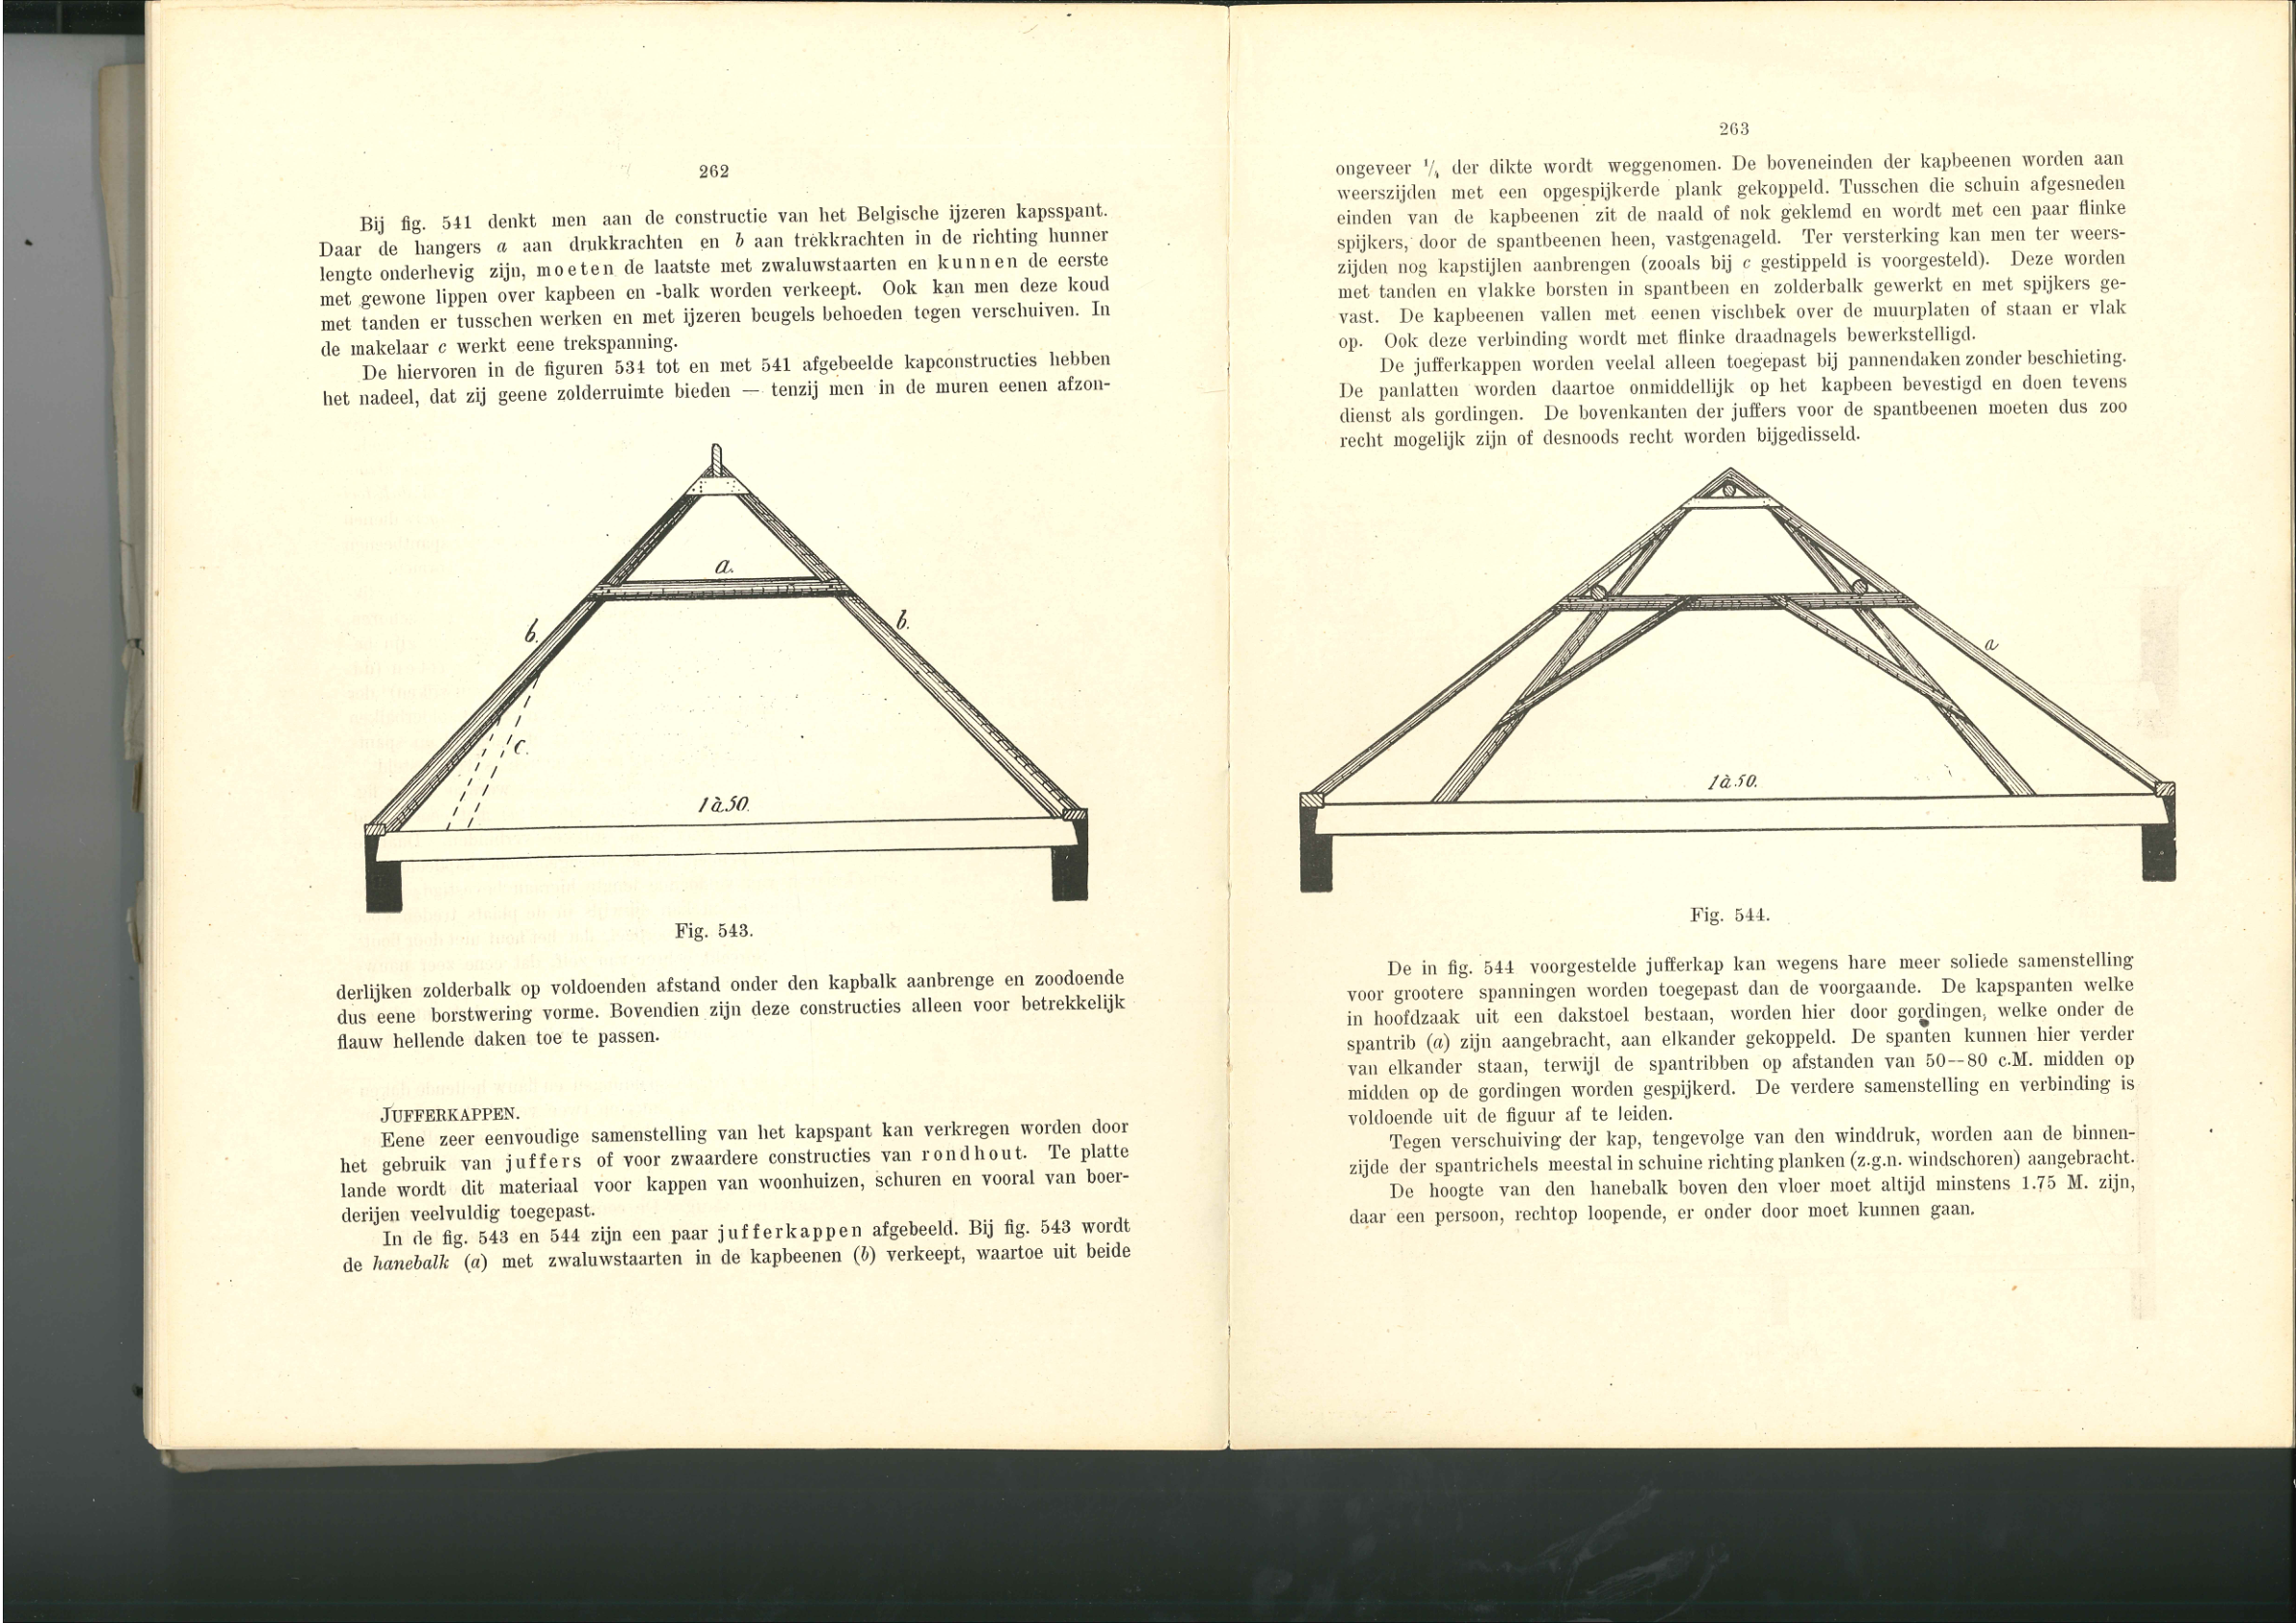 262
Bij fig. 541 denkt men aan de constructie van het Belgische ijzeren kapsspant.
Daar de hangers a aan drukkrachten en b aan trekkrachten in de richting hunner
lengte onderhevig zijn, moeten de laatste met zwaluwstaarten en kunnen de eerste
met gewone lippen over kapbeen en -balk worden verkeept. Ook kan men deze koud
met tanden er tusschen werken en met ijzeren beugels behoeden tegen verschuiven. In
de makelaar c werkt eene trekspanning.
De hiervoren in de figuren 534 tot en met 541 afgebeelde kapconstructies hebben
het nadeel, dat zij geene zolderruimte bieden — tenzij men in de muren eenen afzon-
a.
b.
b.
c.
1 à 50.
Fig. 543.
derlijken zolderbalk op voldoenden afstand onder den kapbalk aanbrenge en zoodoende
dus eene borstwering vorme. Bovendien zijn deze constructies alleen voor betrekkelijk
flauw hellende daken toe te passen.
JUFFERKAPPEN.
Eene zeer eenvoudige samenstelling van het kapspant kan verkregen worden door
het gebruik van juffers of voor zwaardere constructies van rondhout. Te platte
lande wordt dit materiaal voor kappen van woonhuizen, schuren en vooral van boer-
derijen veelvuldig toegepast.
In de fig. 543 en 544 zijn een paar jufferkappen afgebeeld. Bij fig. 543 wordt
de hanebalk (a) met zwaluwstaarten in de kapbeenen (b) verkeept, waartoe uit beide
263
ongeveer 1/4 der dikte wordt weggenomen. De boveneinden der kapbeenen worden aan
weerszijden met een opgespijkerde plank gekoppeld. Tusschen die schuin afgesneden
einden van de kapbeenen zit de naald of nok geklemd en wordt met een paar flinke
spijkers, door de spantbeenen heen, vastgenageld. Ter versterking kan men ter weers-
zijden nog kapstijlen aanbrengen (zooals bij c gestippeld is voorgesteld). Deze worden
met tanden en vlakke borsten in spantbeen en zolderbalk gewerkt en met spijkers ge-
vast. De kapbeenen vallen met eenen vischbek over de muurplaten of staan er vlak
op. Ook deze verbinding wordt met flinke draadnagels bewerkstelligd.
De jufferkappen worden veelal alleen toegepast bij pannendaken zonder beschieting.
De panlatten worden daartoe onmiddellijk op het kapbeen bevestigd en doen tevens
dienst als gordingen. De bovenkanten der juffers voor de spantbeenen moeten dus zoo
recht mogelijk zijn of desnoods recht worden bijgedisseld.
a
1 à 50.
Fig. 544.
De in fig. 544 voorgestelde jufferkap kan wegens hare meer soliede samenstelling
voor grootere spanningen worden toegepast dan de voorgaande. De kapspanten welke
in hoofdzaak uit een dakstoel bestaan, worden hier door gordingen, welke onder de
spantrib (a) zijn aangebracht, aan elkander gekoppeld. De spanten kunnen hier verder
van elkander staan, terwijl de spantribben op afstanden van 50--80 c.M. midden op
midden op de gordingen worden gespijkerd. De verdere samenstelling en verbinding is
voldoende uit de figuur af te leiden.
Tegen verschuiving der kap, tengevolge van den winddruk, worden aan de binnen-
zijde der spantrichels meestal in schuine richting planken (z.g.n. windschoren) aangebracht.
De hoogte van den hanebalk boven den vloer moet altijd minstens 1.75 M. zijn,
daar een persoon, rechtop loopende, er onder door moet kunnen gaan.